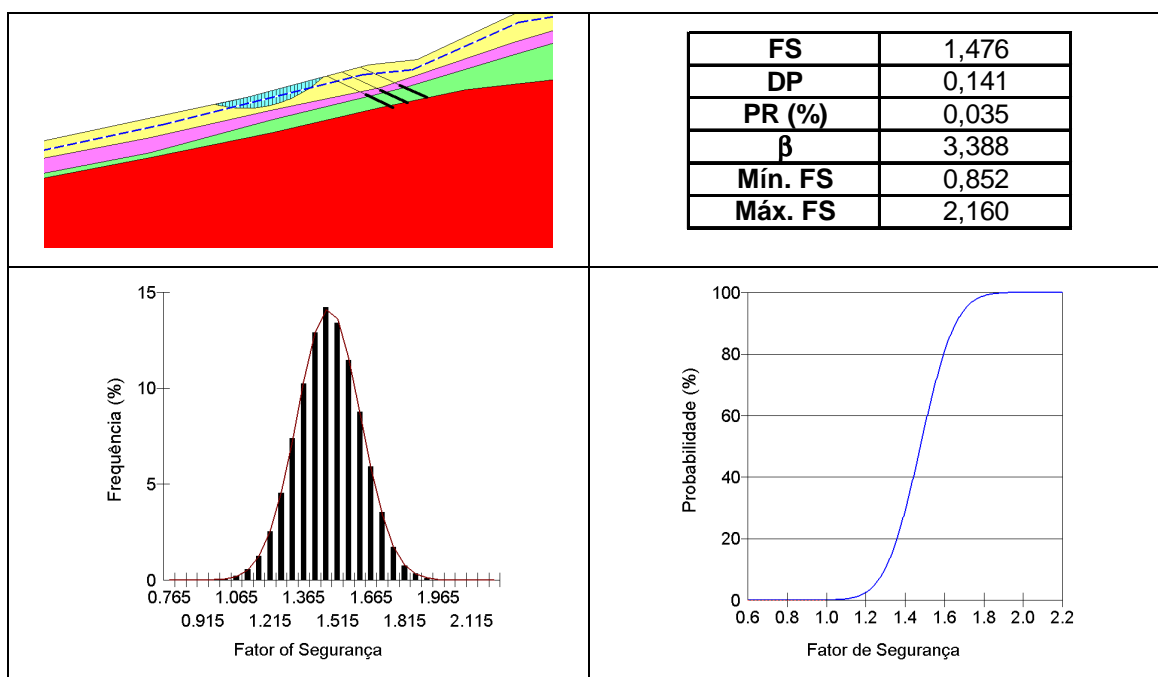 FS 1,476
DP 0,141
PR (%) 0,035
β 3,388
Mín. FS 0,852
Máx. FS 2,160
15
10
5
0
Frequência (%)
0.765 1.065 1.365 1.665 1.965
0.915 1.215 1.515 1.815 2.115
Fator of Segurança
100
80
60
40
20
0
Probabilidade (%)
0.6 0.8 1.0 1.2 1.4 1.6 1.8 2.0 2.2
Fator de Segurança